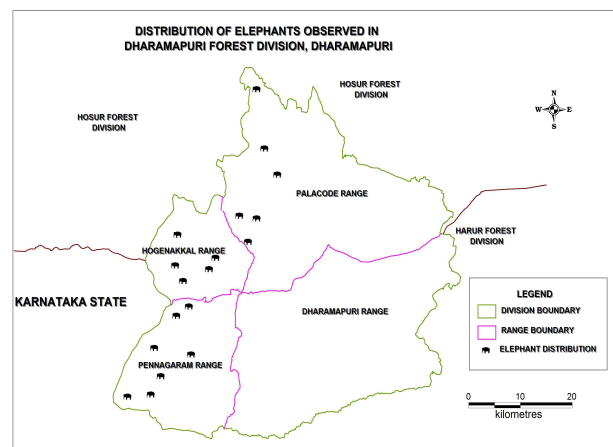 DISTRIBUTION OF ELEPHANTS OBSERVED IN
DHARAMAPURI FOREST DIVISION, DHARAMAPURI
HOSUR FOREST
DIVISION
HOSUR FOREST
DIVISION
N
W E
S
PALACODE RANGE
HARUR FOREST
DIVISION
HOGENAKKAL RANGE
KARNATAKA STATE
DHARAMAPURI RANGE
PENNAGARAM RANGE
LEGEND
DIVISION BOUNDARY
RANGE BOUNDARY
ELEPHANT DISTRIBUTION
0 10 20
kilometres